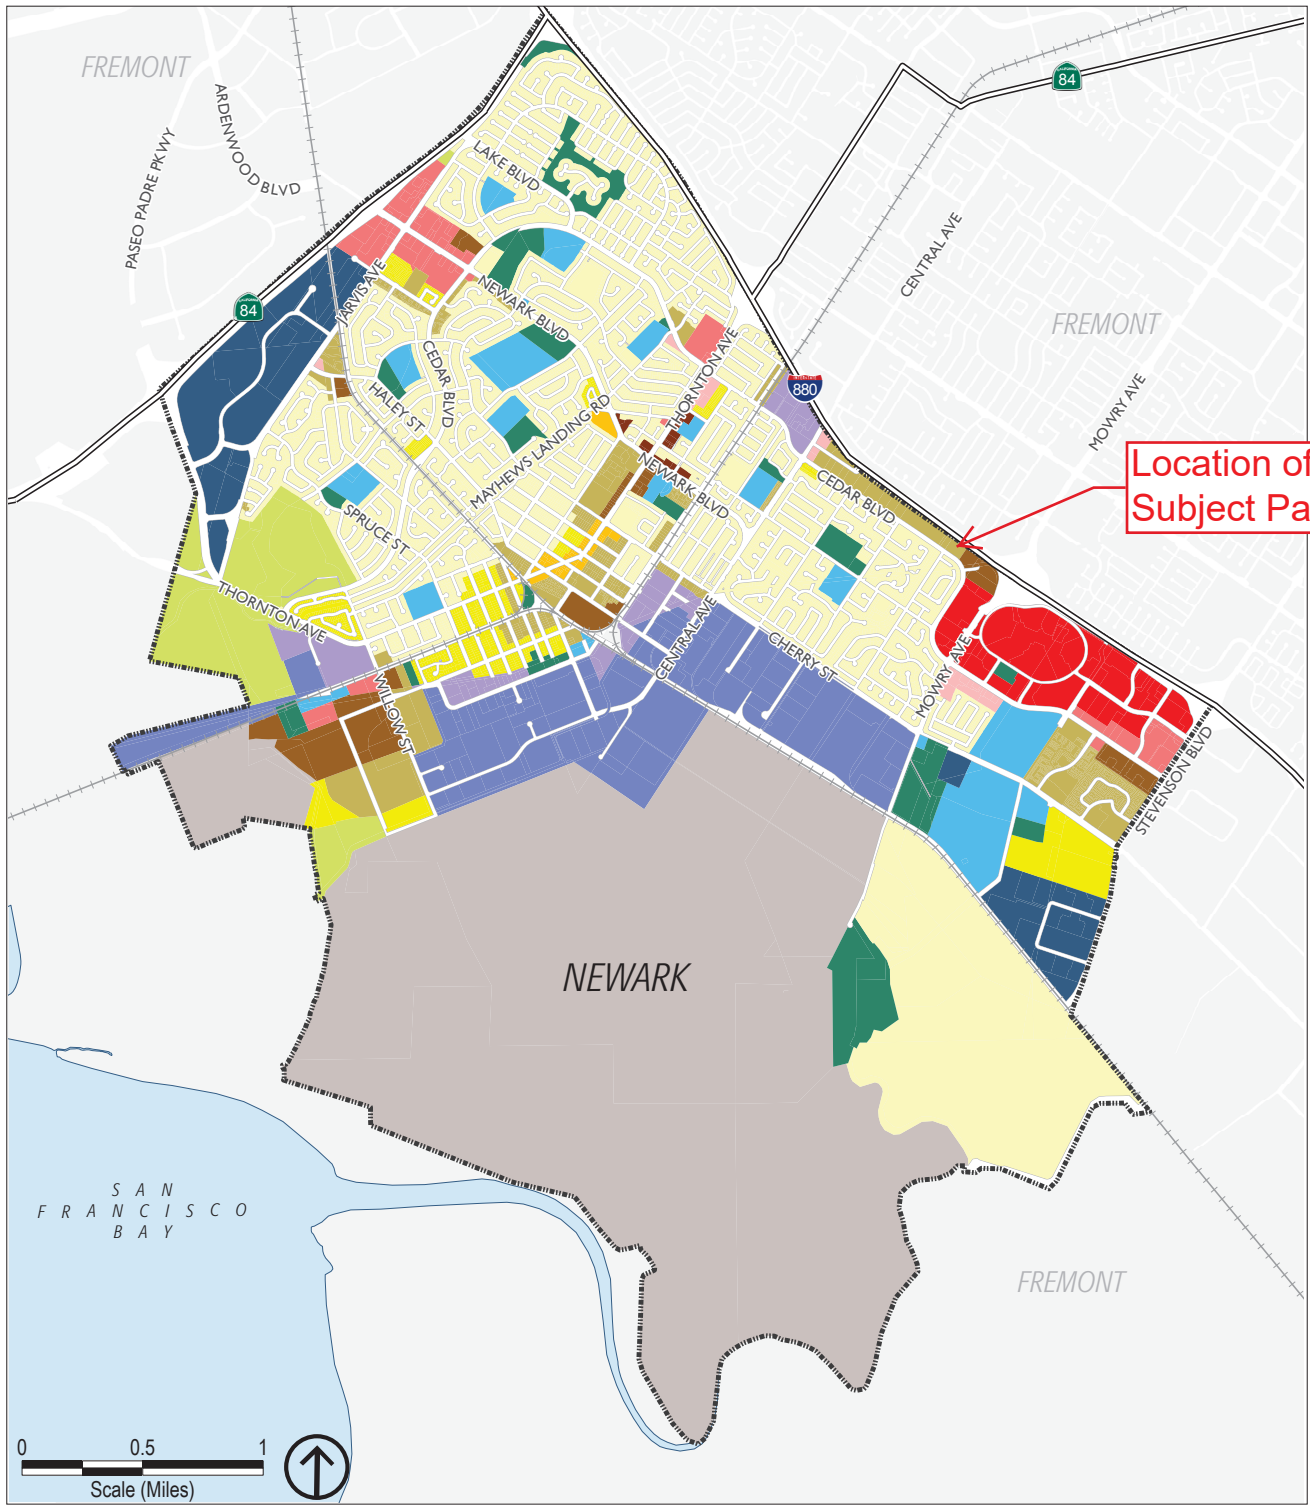 FREMONT
84
ARDENWOOD BLVD
PASEO PADRE PKWY
LAKE BLVD
CENTRAL AVE
84
JARVIS AVE
NEWARK BLVD
FREMONT
THORNTON AVE
CEDAR BLVD
880
HALEY ST
MOWRY AVE
MAYHEWS LANDING RD
Location of
Subject Pa
NEWARK BLVD
CEDAR BLVD
SPRUCE ST
THORNTON AVE
CENTRAL AVE
CHERRY ST
MOWRY AVE
WILLOW ST
STEVENSON BLVD
NEWARK
SAN
FRANCISCO
BAY
FREMONT
0 0.5 1
Scale (Miles)